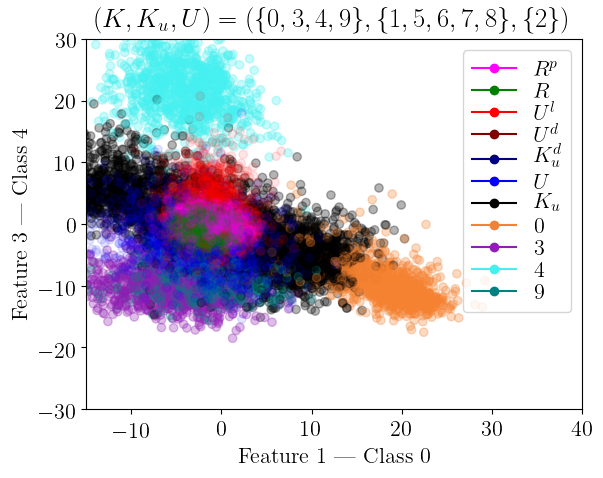 (K, K_u, U) = ({0, 3, 4, 9}, {1, 5, 6, 7, 8}, {2})
R^p
R
U^l
U^d
K_u^d
U
K_u
0
3
4
9
30
20
10
0
−10
−20
−30
Feature 3 — Class 4
−10 0 10 20 30 40
Feature 1 — Class 0